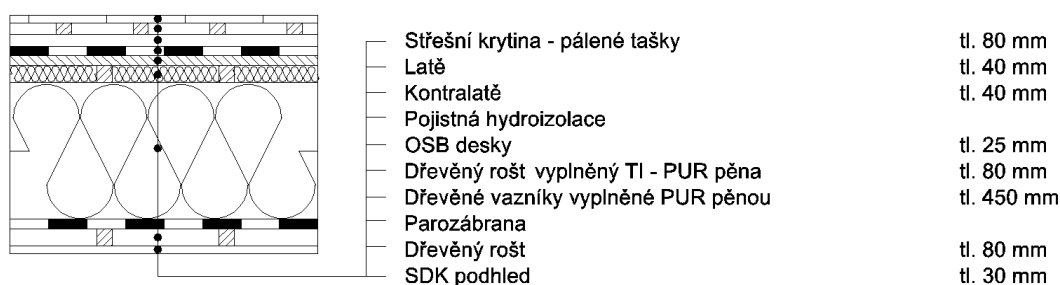 Střešní krytina - pálené tašky tl. 80 mm
Latě tl. 40 mm
Kontralatě tl. 40 mm
Pojistná hydroizolace
OSB desky tl. 25 mm
Dřevěný rošt vyplněný TI - PUR pěna tl. 80 mm
Dřevěné vazníky vyplněné PUR pěnou tl. 450 mm
Parozábrana
Dřevěný rošt tl. 80 mm
SDK podhled tl. 30 mm